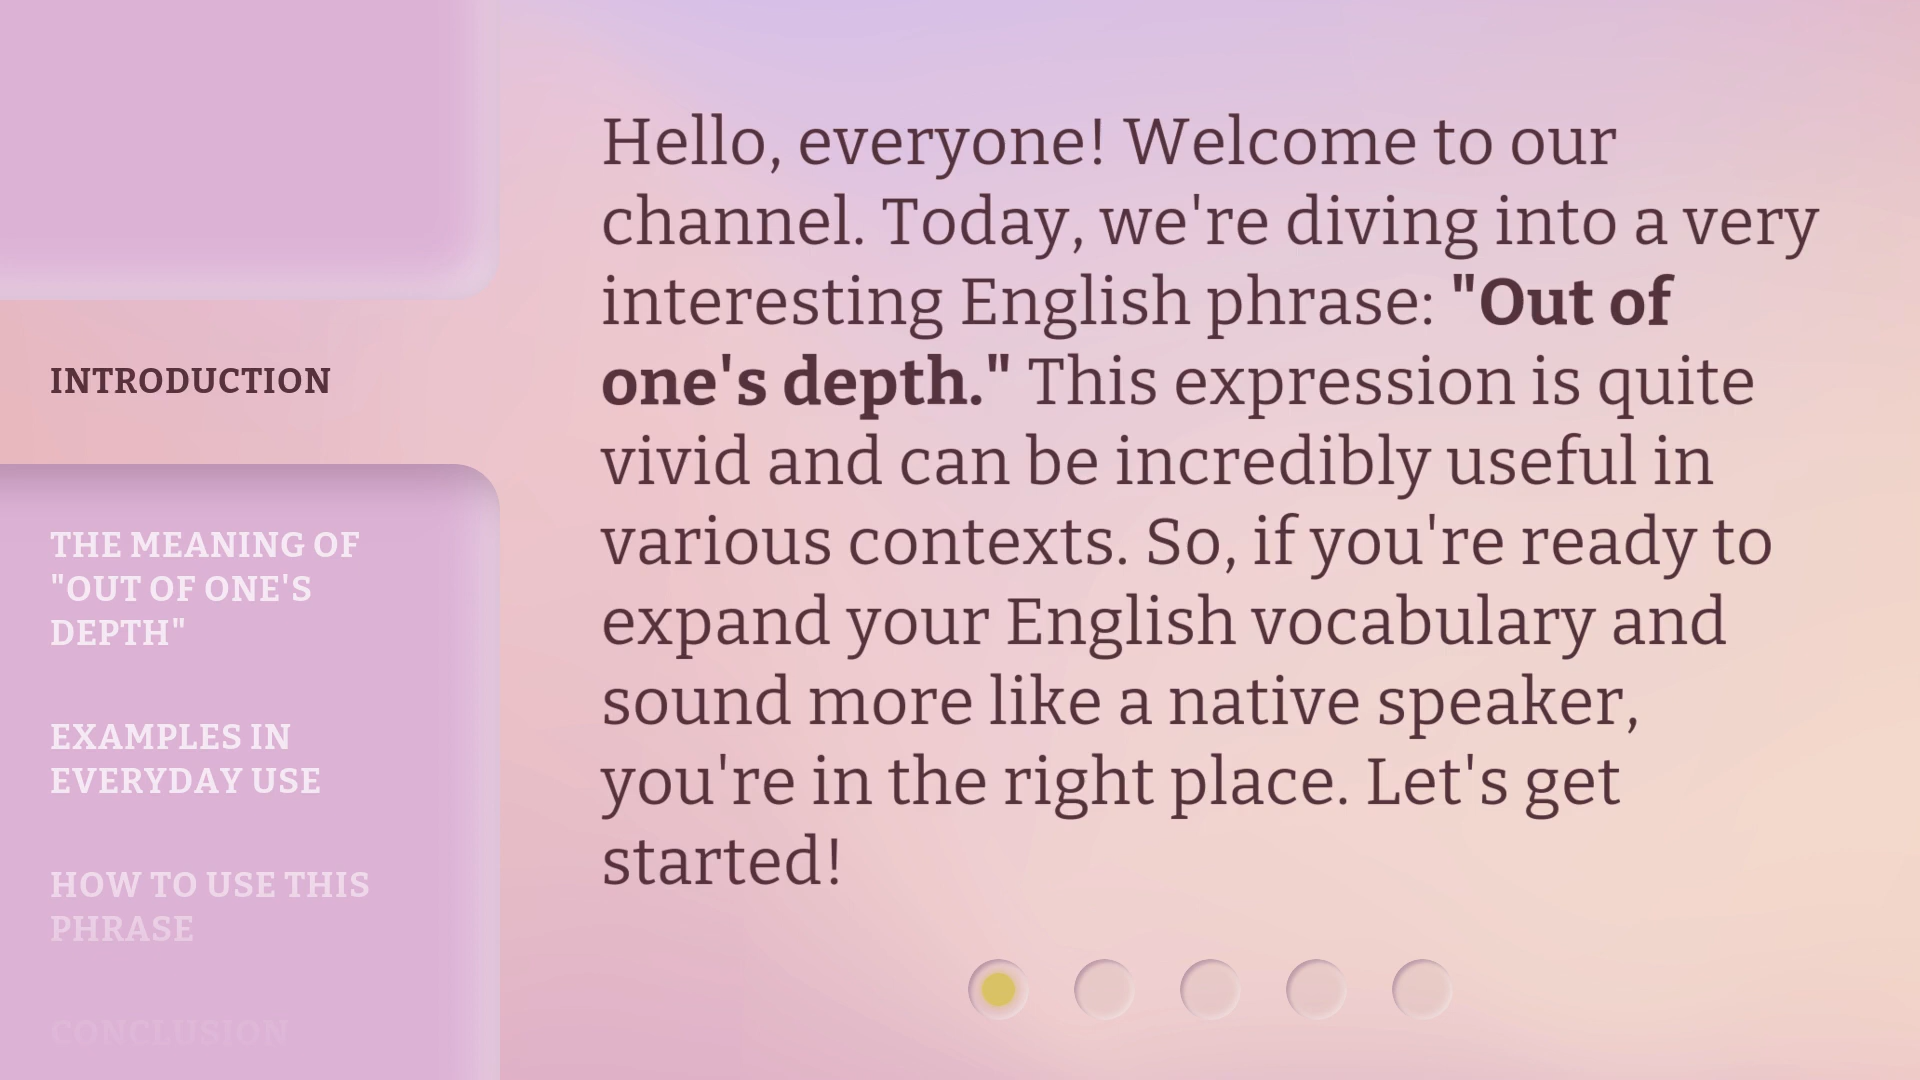 INTRODUCTION
THE MEANING OF
"OUT OF ONE'S
DEPTH"
EXAMPLES IN
EVERYDAY USE
HOW TO USE THIS
PHRASE
CONCLUSION
Hello, everyone! Welcome to our
channel. Today, we're diving into a very
interesting English phrase: "Out of
one's depth." This expression is quite
vivid and can be incredibly useful in
various contexts. So, if you're ready to
expand your English vocabulary and
sound more like a native speaker,
you're in the right place. Let's get
started!